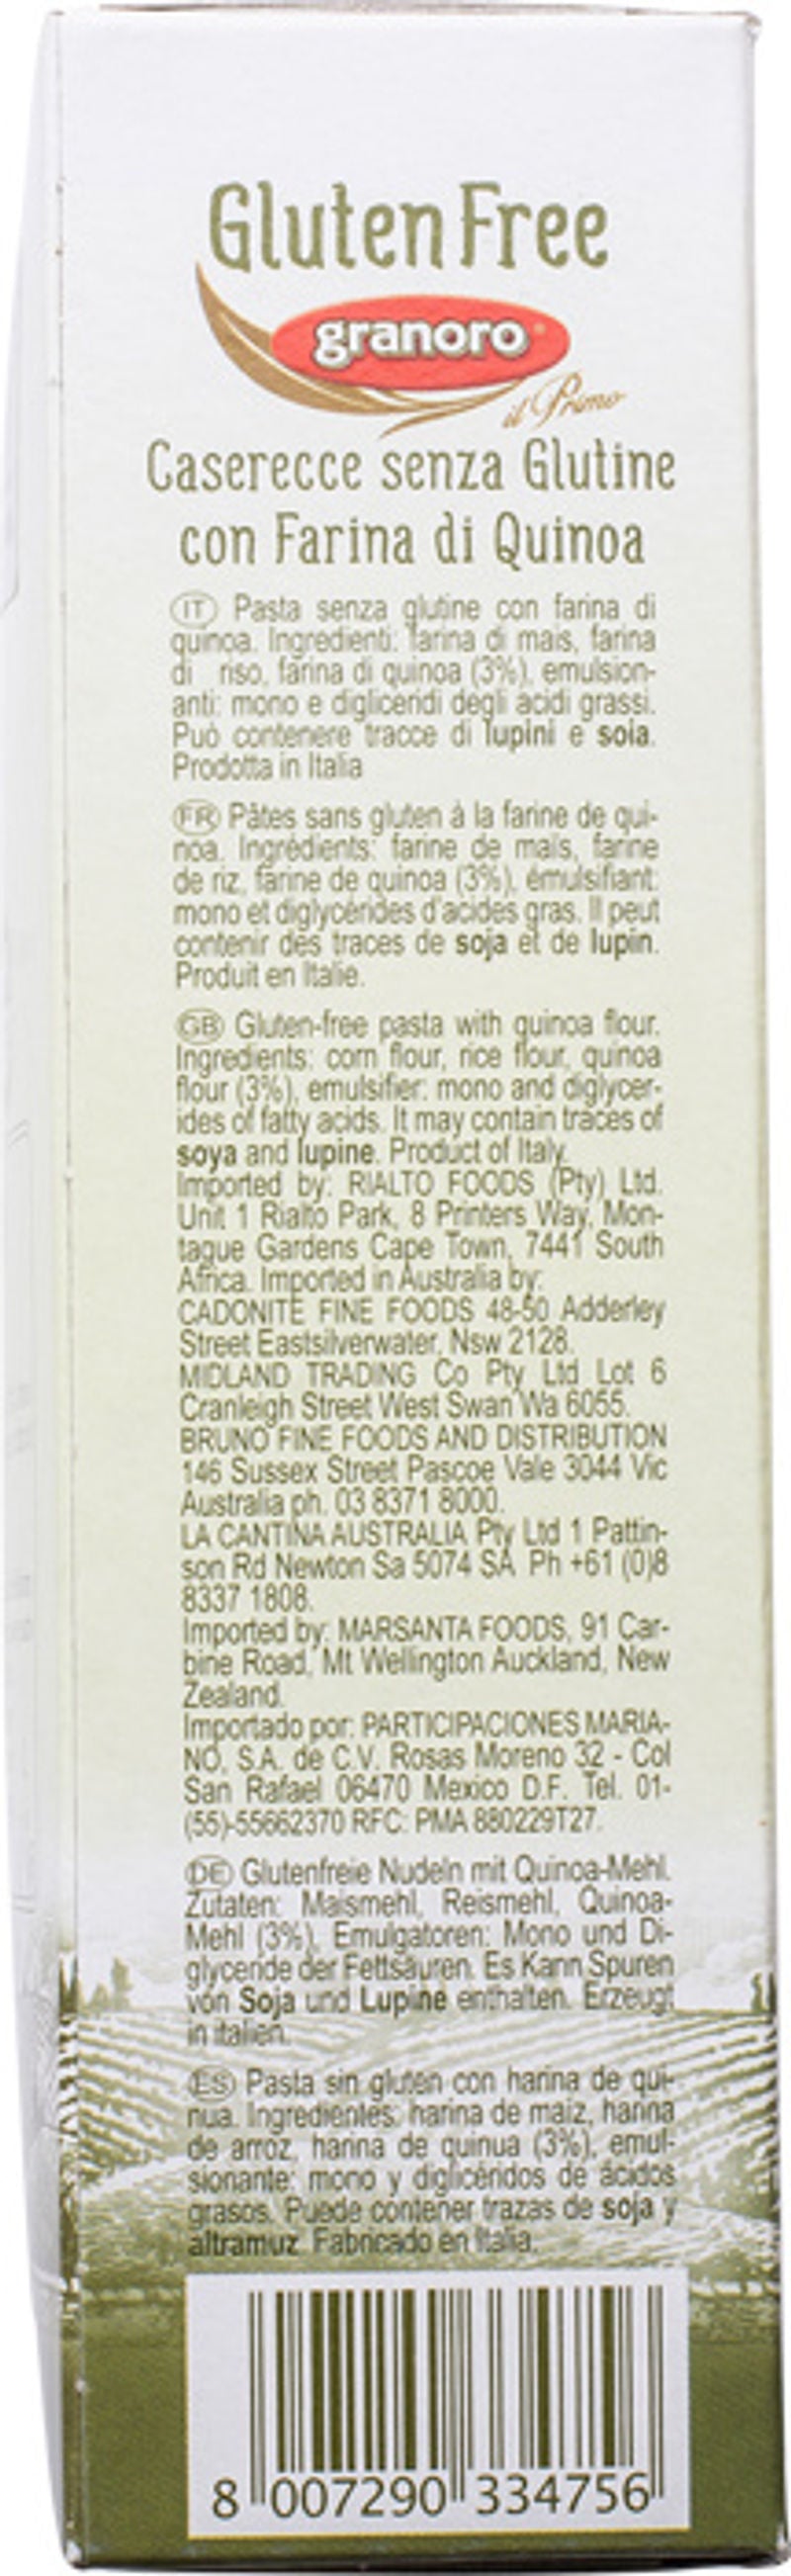 Gluten Free
granoro
il Primo
Caserecce senza Glutine
con Farina di Quinoa
IT Pasta senza glutine con farina di
quinoa. Ingredienti: farina di mais, farina
di riso, farina di quinoa (3%), emulsion-
anti: mono e digliceridi degli acidi grassi.
Può contenere tracce di lupini e soia.
Prodotta in Italia
FR Pâtes sans gluten à la farine de qui-
noa. Ingrédients: farine de maïs, farine
de riz, farine de quinoa (3%), émulsifiant:
mono et diglycérides d'acides gras. Il peut
contenir des traces de soja et de lupin.
Produit en Italie.
GB Gluten-free pasta with quinoa flour.
Ingredients: corn flour, rice flour, quinoa
flour (3%), emulsifier: mono and diglycer-
ides of fatty acids. It may contain traces of
soya and lupine. Product of Italy.
Imported by: RIALTO FOODS (Pty) Ltd.
Unit 1 Rialto Park, 8 Printers Way, Mon-
tague Gardens Cape Town, 7441 South
Africa. Imported in Australia by:
CADONITE FINE FOODS 48-50 Adderley
Street Eastsilverwater, Nsw 2128.
MIDLAND TRADING Co Pty Ltd Lot 6
Cranleigh Street West Swan Wa 6055.
BRUNO FINE FOODS AND DISTRIBUTION
146 Sussex Street Pascoe Vale 3044 Vic
Australia ph. 03 8371 8000.
LA CANTINA AUSTRALIA Pty Ltd 1 Pattin-
son Rd Newton Sa 5074 SA Ph +61 (0)8
8337 1808.
Imported by: MARSANTA FOODS, 91 Car-
bine Road, Mt Wellington Auckland, New
Zealand.
Importado por: PARTICIPACIONES MARIA-
NO, S.A. de C.V. Rosas Moreno 32 - Col
San Rafael 06470 Mexico D.F. Tel. 01-
(55)-55662370 RFC: PMA 880229T27.
DE Glutenfreie Nudeln mit Quinoa-Mehl.
Zutaten: Maismehl, Reismehl, Quinoa-
Mehl (3%), Emulgatoren: Mono und Di-
glyceride der Fettsäuren. Es Kann Spuren
von Soja und Lupine enthalten. Erzeugt
in italien.
ES Pasta sin gluten con harina de qui-
nua. Ingredientes: harina de maíz, harina
de arroz, harina de quinua (3%), emul-
sionante: mono y diglicéridos de ácidos
grasos. Puede contener trazas de soja y
altramuz. Fabricado en Italia.
8 007290 334756